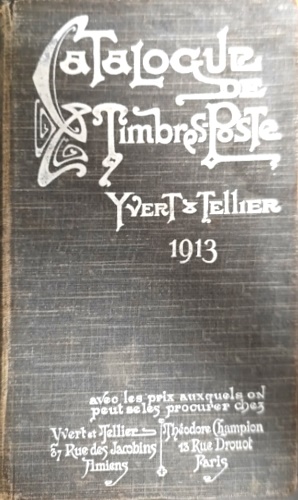 Catalogue
de
Timbres-Poste
Yvert & Tellier
1913
avec les prix auxquels on
peut se les procurer chez
Yvert et Tellier
37 Rue des Jacobins
Amiens
Théodore Champion
13 Rue Drouot
Paris